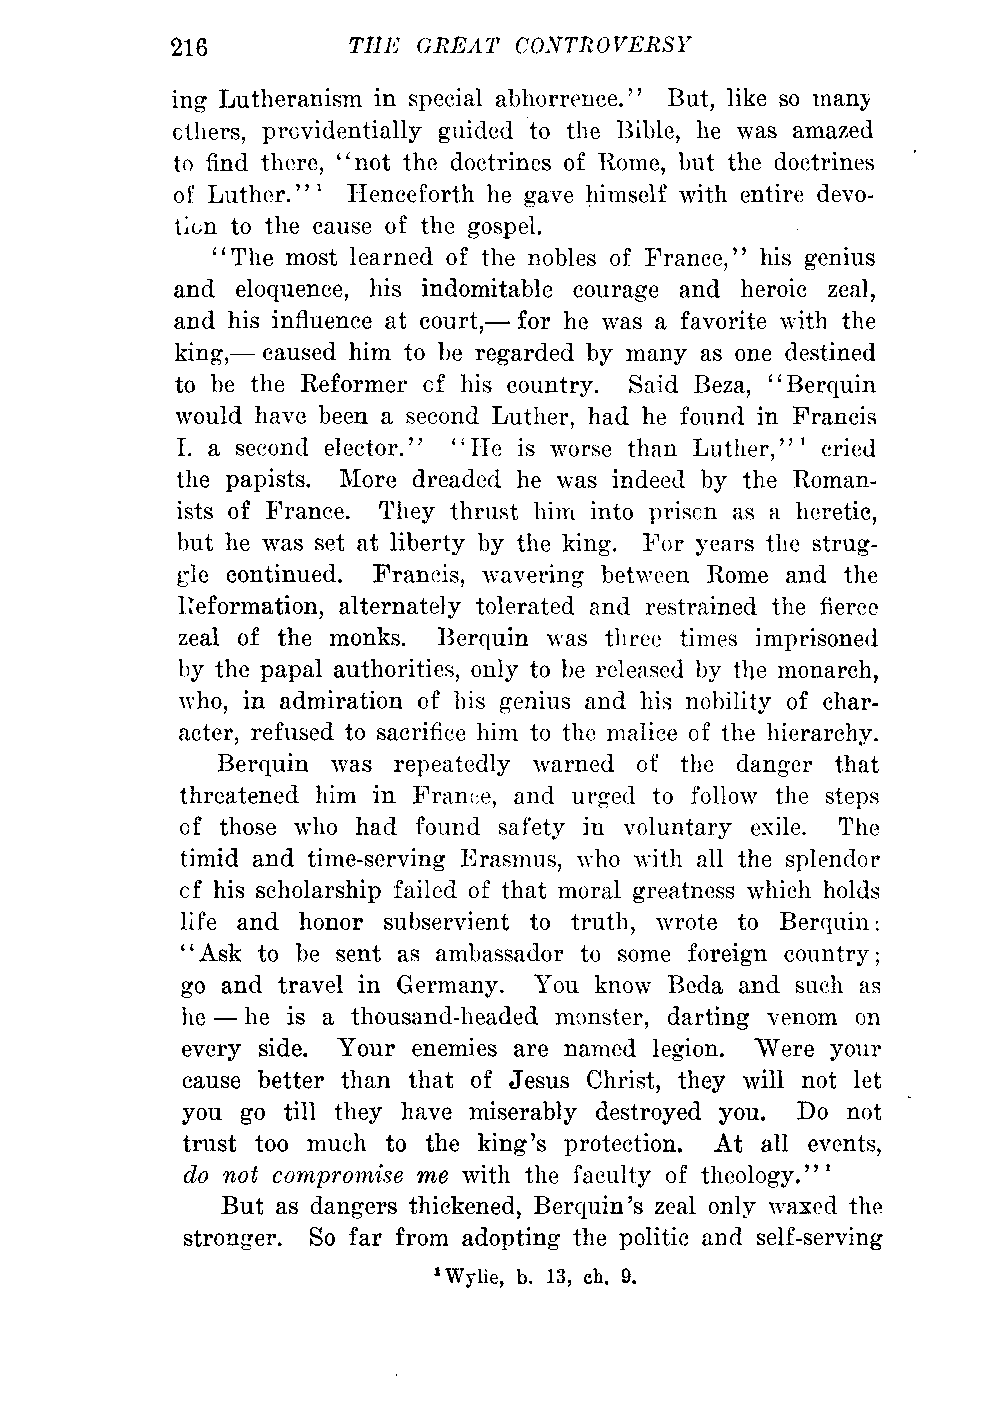 216 THE GREAT CONTROVERSY
ing Lutheranism in special abhorrence." But, like so many
others, providentially guided to the Bible, he was amazed
to find there, "not the doctrines of Rome, but the doctrines
of Luther."¹ Henceforth he gave himself with entire devo-
tion to the cause of the gospel.
"The most learned of the nobles of France," his genius
and eloquence, his indomitable courage and heroic zeal,
and his influence at court,— for he was a favorite with the
king,— caused him to be regarded by many as one destined
to be the Reformer of his country. Said Beza, "Berquin
would have been a second Luther, had he found in Francis
I. a second elector." "He is worse than Luther,"¹ cried
the papists. More dreaded he was indeed by the Roman-
ists of France. They thrust him into prison as a heretic,
but he was set at liberty by the king. For years the strug-
gle continued. Francis, wavering between Rome and the
Reformation, alternately tolerated and restrained the fierce
zeal of the monks. Berquin was three times imprisoned
by the papal authorities, only to be released by the monarch,
who, in admiration of his genius and his nobility of char-
acter, refused to sacrifice him to the malice of the hierarchy.
Berquin was repeatedly warned of the danger that
threatened him in France, and urged to follow the steps
of those who had found safety in voluntary exile. The
timid and time-serving Erasmus, who with all the splendor
of his scholarship failed of that moral greatness which holds
life and honor subservient to truth, wrote to Berquin:
"Ask to be sent as ambassador to some foreign country;
go and travel in Germany. You know Beda and such as
he — he is a thousand-headed monster, darting venom on
every side. Your enemies are named legion. Were your
cause better than that of Jesus Christ, they will not let
you go till they have miserably destroyed you. Do not
trust too much to the king's protection. At all events,
do not compromise me with the faculty of theology."¹
But as dangers thickened, Berquin's zeal only waxed the
stronger. So far from adopting the politic and self-serving
¹Wylie, b. 13, ch. 9.